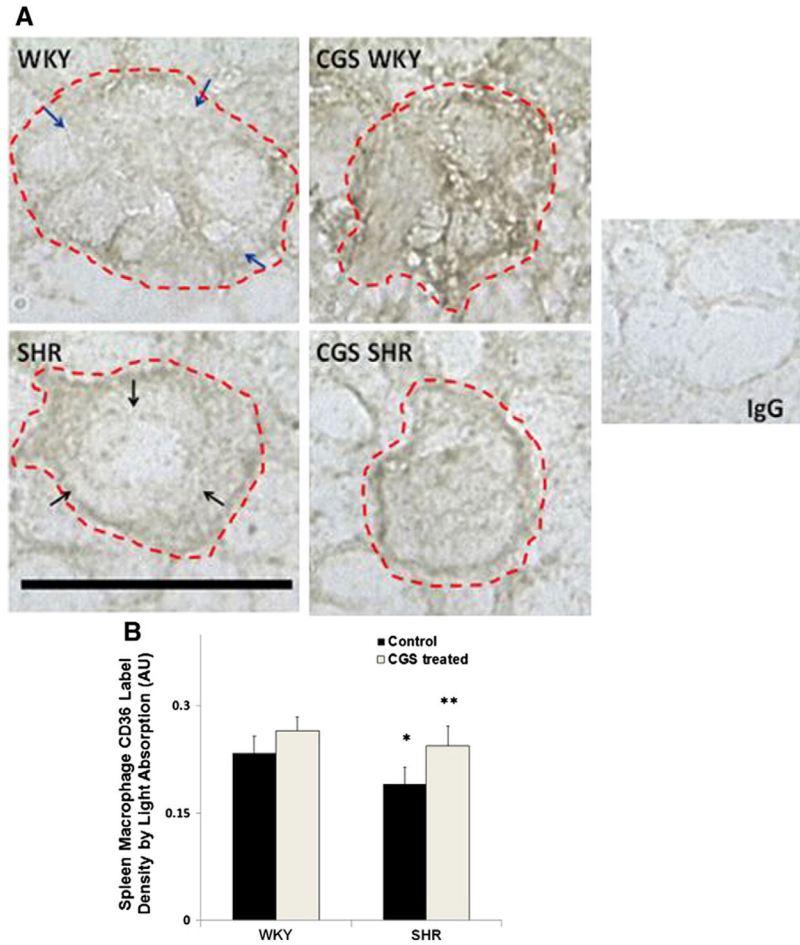 A
WKY
CGS WKY
SHR
CGS SHR
IgG
B
Control
CGS treated
Spleen Macrophage CD36 Label
Density by Light Absorption (AU)
0.3
0.15
0
*
**
WKY
SHR